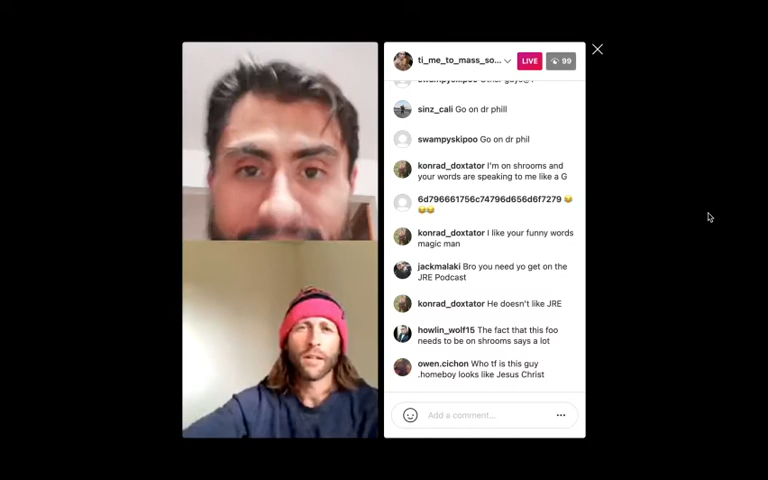 ti_me_to_mass_so...
LIVE
99
sinz_cali Go on dr phill
swampyskipoo Go on dr phil
konrad_doxtator I'm on shrooms and
your words are speaking to me like a G
6d796661756c74796d656d6f7279 😂
😂😂
konrad_doxtator I like your funny words
magic man
jackmalaki Bro you need yo get on the
JRE Podcast
konrad_doxtator He doesn't like JRE
howlin_wolf15 The fact that this foo
needs to be on shrooms says a lot
owen.cichon Who tf is this guy
.homeboy looks like Jesus Christ
Add a comment...